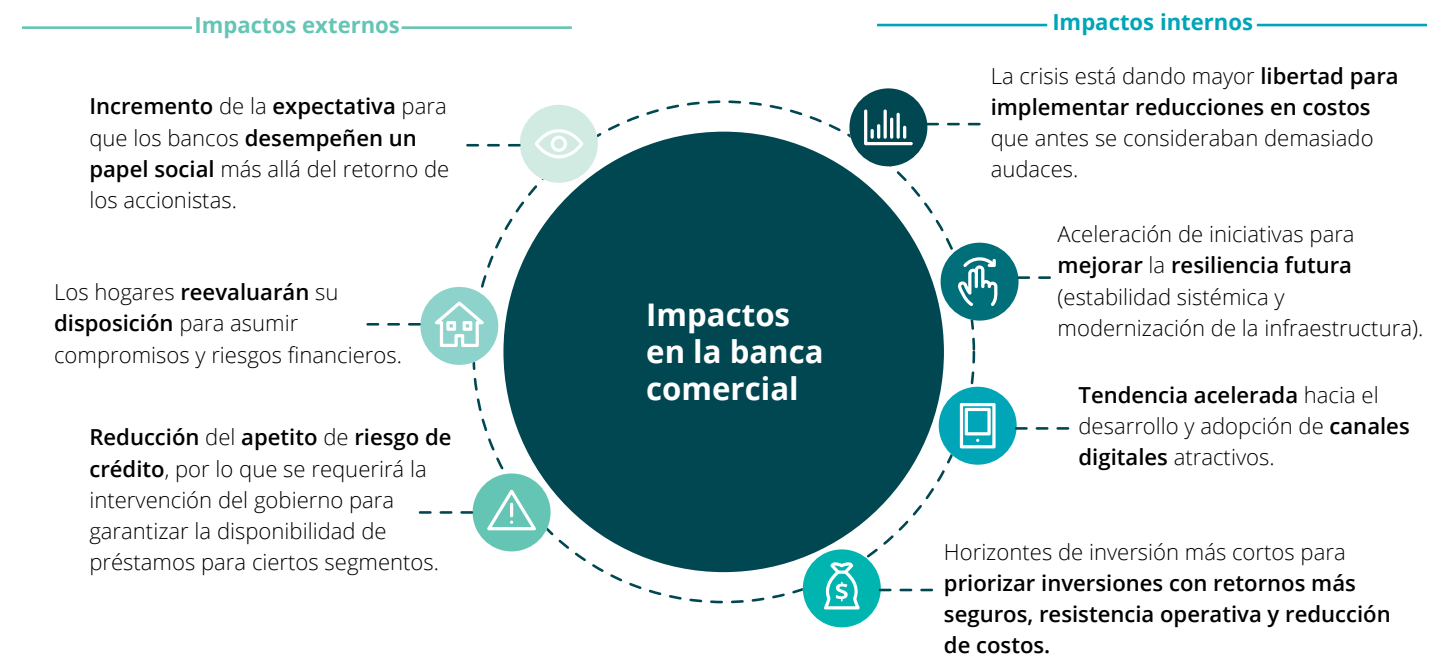 Impactos externos
Incremento de la expectativa para
que los bancos desempeñen un
papel social más allá del retorno de
los accionistas.
Los hogares reevaluarán su
disposición para asumir
compromisos y riesgos financieros.
Reducción del apetito de riesgo de
crédito, por lo que se requerirá la
intervención del gobierno para
garantizar la disponibilidad de
préstamos para ciertos segmentos.
Impactos
en la banca
comercial
Impactos internos
La crisis está dando mayor libertad para
implementar reducciones en costos
que antes se consideraban demasiado
audaces.
Aceleración de iniciativas para
mejorar la resiliencia futura
(estabilidad sistémica y
modernización de la infraestructura).
Tendencia acelerada hacia el
desarrollo y adopción de canales
digitales atractivos.
$
Horizontes de inversión más cortos para
priorizar inversiones con retornos más
seguros, resistencia operativa y reducción
de costos.